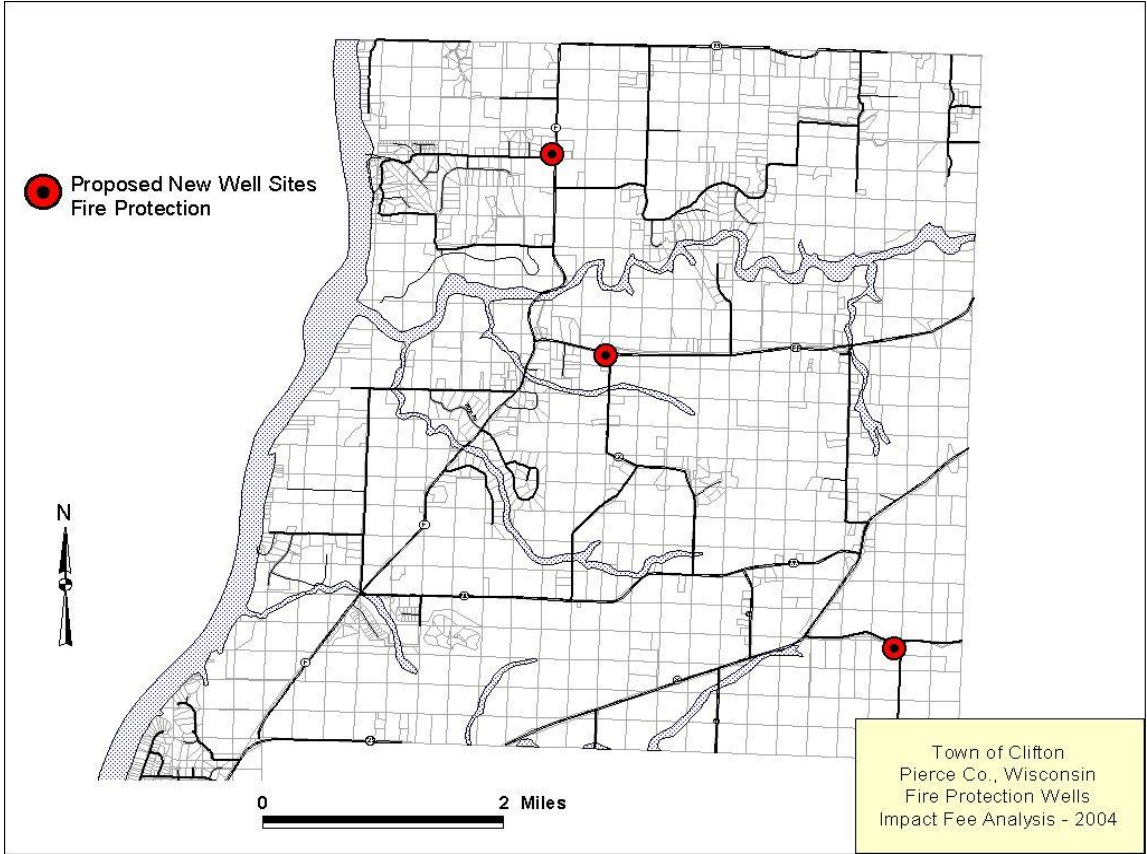 Proposed New Well Sites
Fire Protection
F
N
F
F
0 2 Miles
Town of Clifton
Pierce Co., Wisconsin
Fire Protection Wells
Impact Fee Analysis - 2004